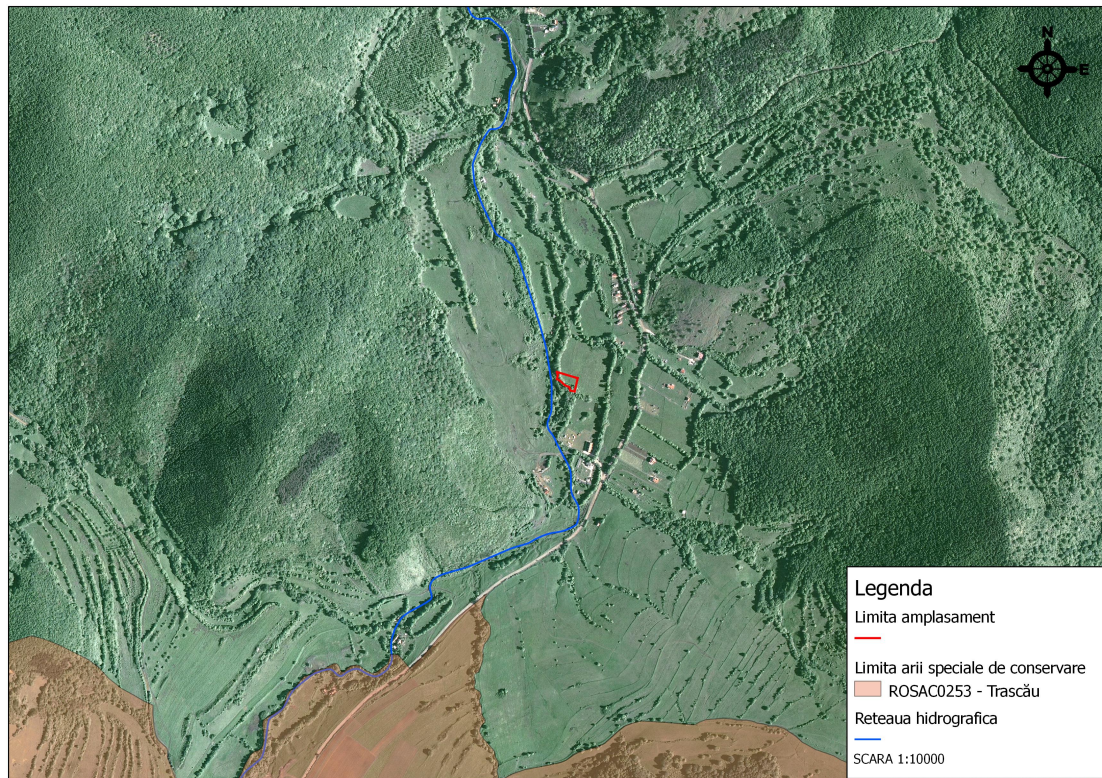 N
E
Legenda
Limita amplasament
Limita arii speciale de conservare
ROSAC0253 - Trascău
Reteaua hidrografica
SCARA 1:10000